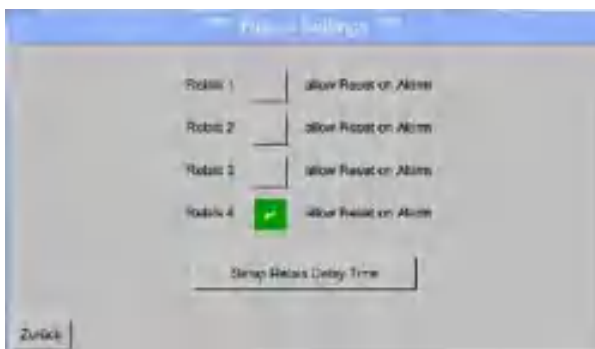 *** Relais Settings ***
Relais 1 allow Reset on Alarm
Relais 2 allow Reset on Alarm
Relais 3 allow Reset on Alarm
Relais 4 allow Reset on Alarm
Setup Relais Delay Time
Zurück